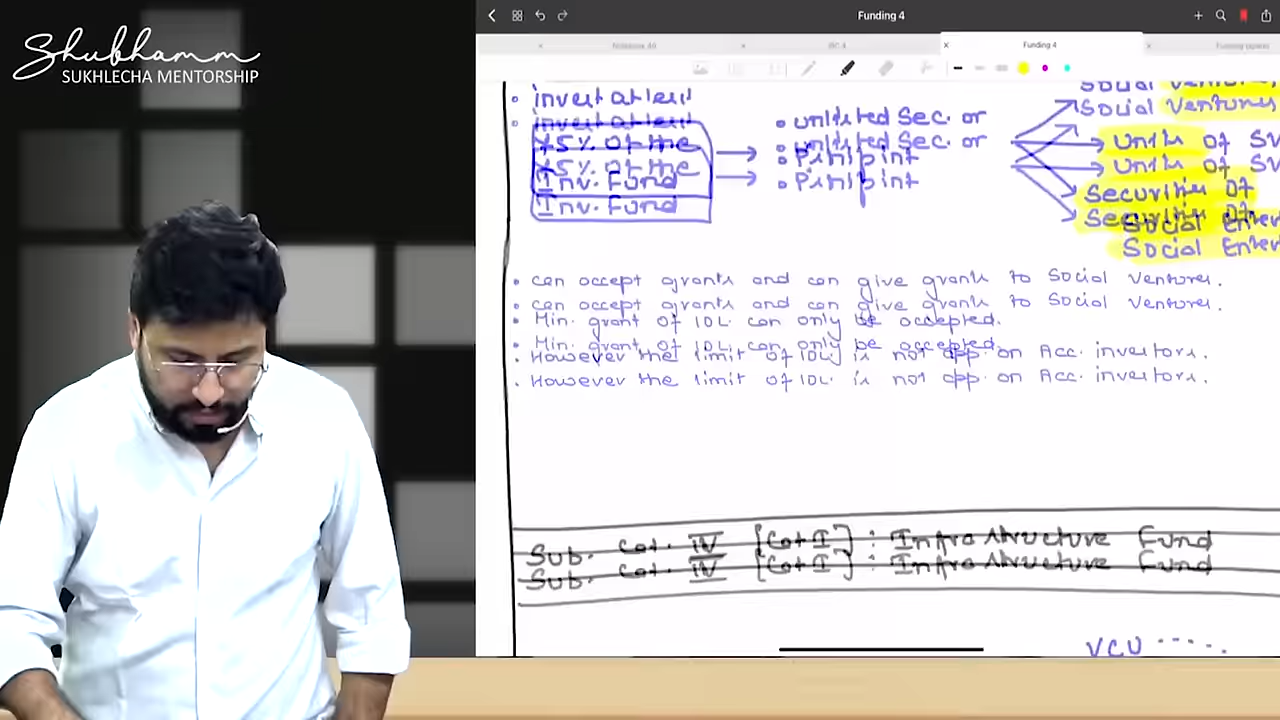 Shubhamm
SUKHLECHA MENTORSHIP
Funding 4
Notebook 40
Funding 4
• invest at least
• invest at least
75% of the
75% of the
Inv. Fund
Inv. Fund
• unlisted Sec. or
• unlisted Sec. or
• P
• P
Social Ventures
Social Ventures
Units of SV
Units of SV
Securities of
Securities of
Social Enter
Social Enter
• can accept grants and can give grants to Social Ventures.
• can accept grants and can give grants to Social Ventures.
• Min. grant of 10L. can only be accepted.
• Min. grant of 10L. can only be accepted.
• However the limit of 10L. is not app. on Acc. investors.
• However the limit of 10L. is not app. on Acc. investors.
Sub. Cat. IV [Cat I] : Infrastructure Fund
Sub. Cat. IV [Cat I] : Infrastructure Fund
VCU ....